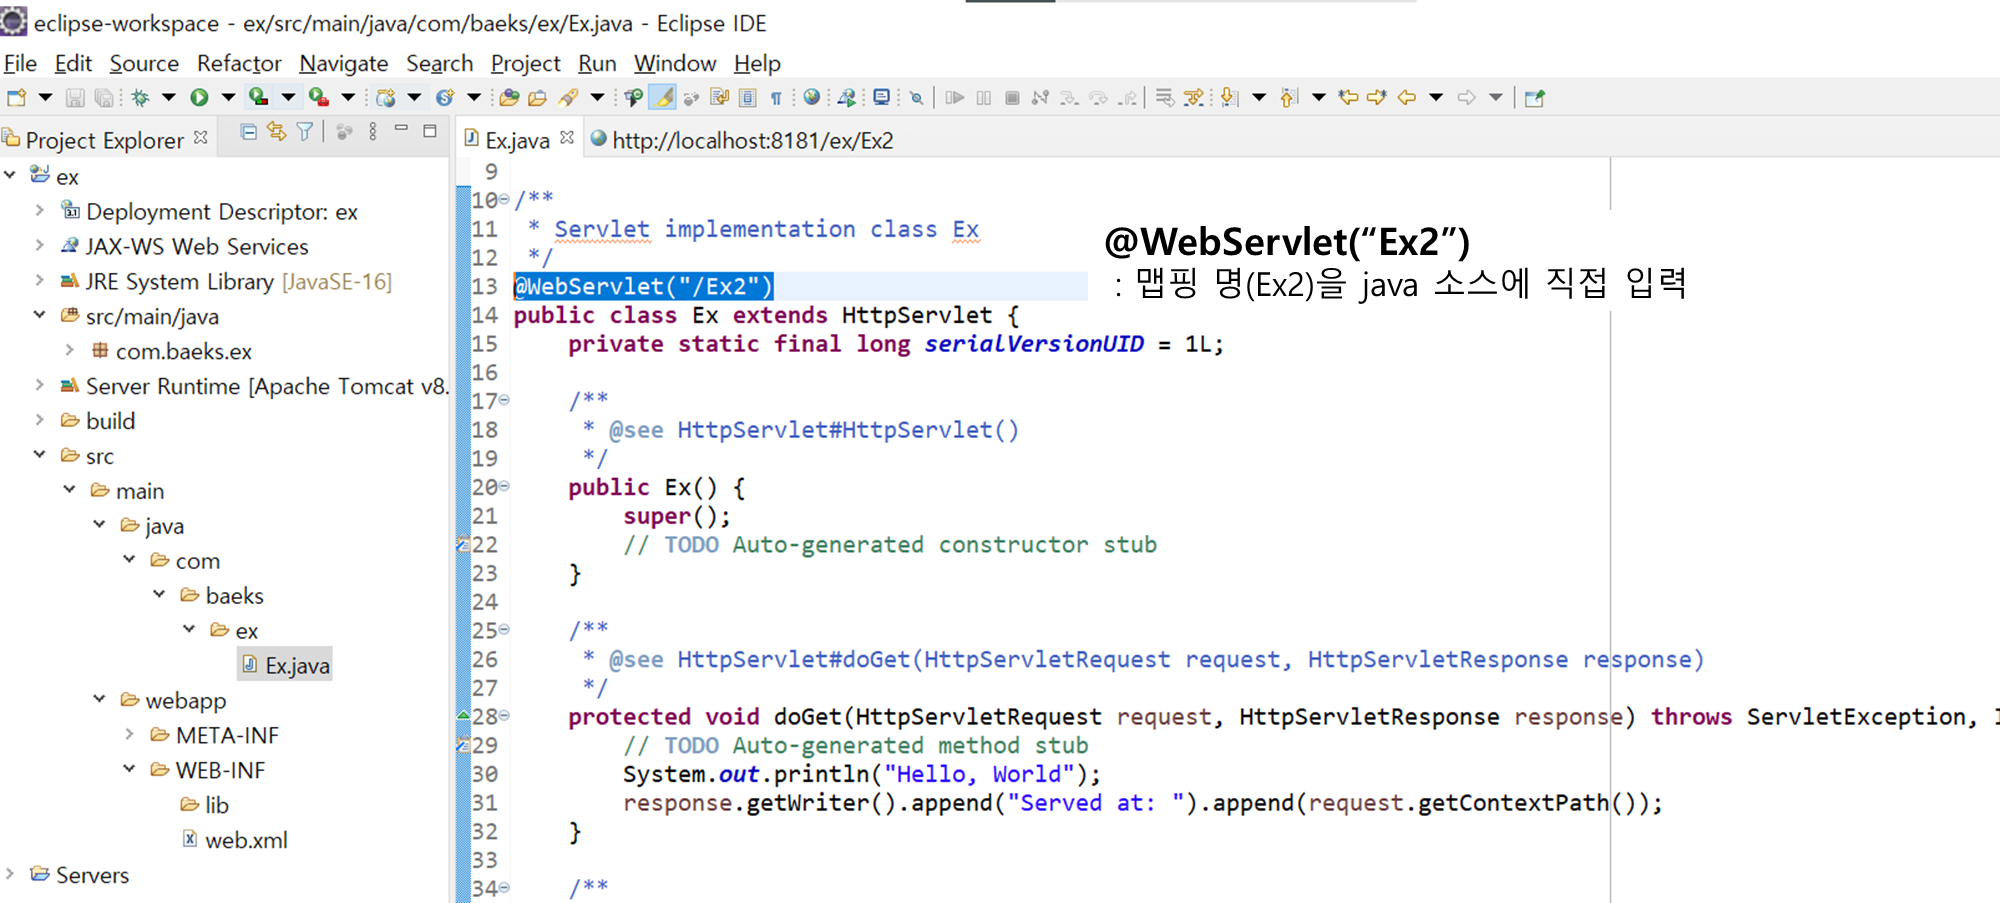 eclipse-workspace - ex/src/main/java/com/baeks/ex/Ex.java - Eclipse IDE
File Edit Source Refactor Navigate Search Project Run Window Help
Project Explorer
ex
Deployment Descriptor: ex
JAX-WS Web Services
JRE System Library [JavaSE-16]
src/main/java
com.baeks.ex
Server Runtime [Apache Tomcat v8.
build
src
main
java
com
baeks
ex
Ex.java
webapp
META-INF
WEB-INF
lib
web.xml
Servers
Ex.java
http://localhost:8181/ex/Ex2
9
10 /**
11 * Servlet implementation class Ex
12 */
13 @WebServlet("/Ex2")
14 public class Ex extends HttpServlet {
15 private static final long serialVersionUID = 1L;
16
17 /**
18 * @see HttpServlet#HttpServlet()
19 */
20 public Ex() {
21 super();
22 // TODO Auto-generated constructor stub
23 }
24
25 /**
26 * @see HttpServlet#doGet(HttpServletRequest request, HttpServletResponse response)
27 */
28 protected void doGet(HttpServletRequest request, HttpServletResponse response) throws ServletException,
29 // TODO Auto-generated method stub
30 System.out.println("Hello, World");
31 response.getWriter().append("Served at: ").append(request.getContextPath());
32 }
33
34 /**
@WebServlet(“Ex2”)
: 맵핑 명(Ex2)을 java 소스에 직접 입력